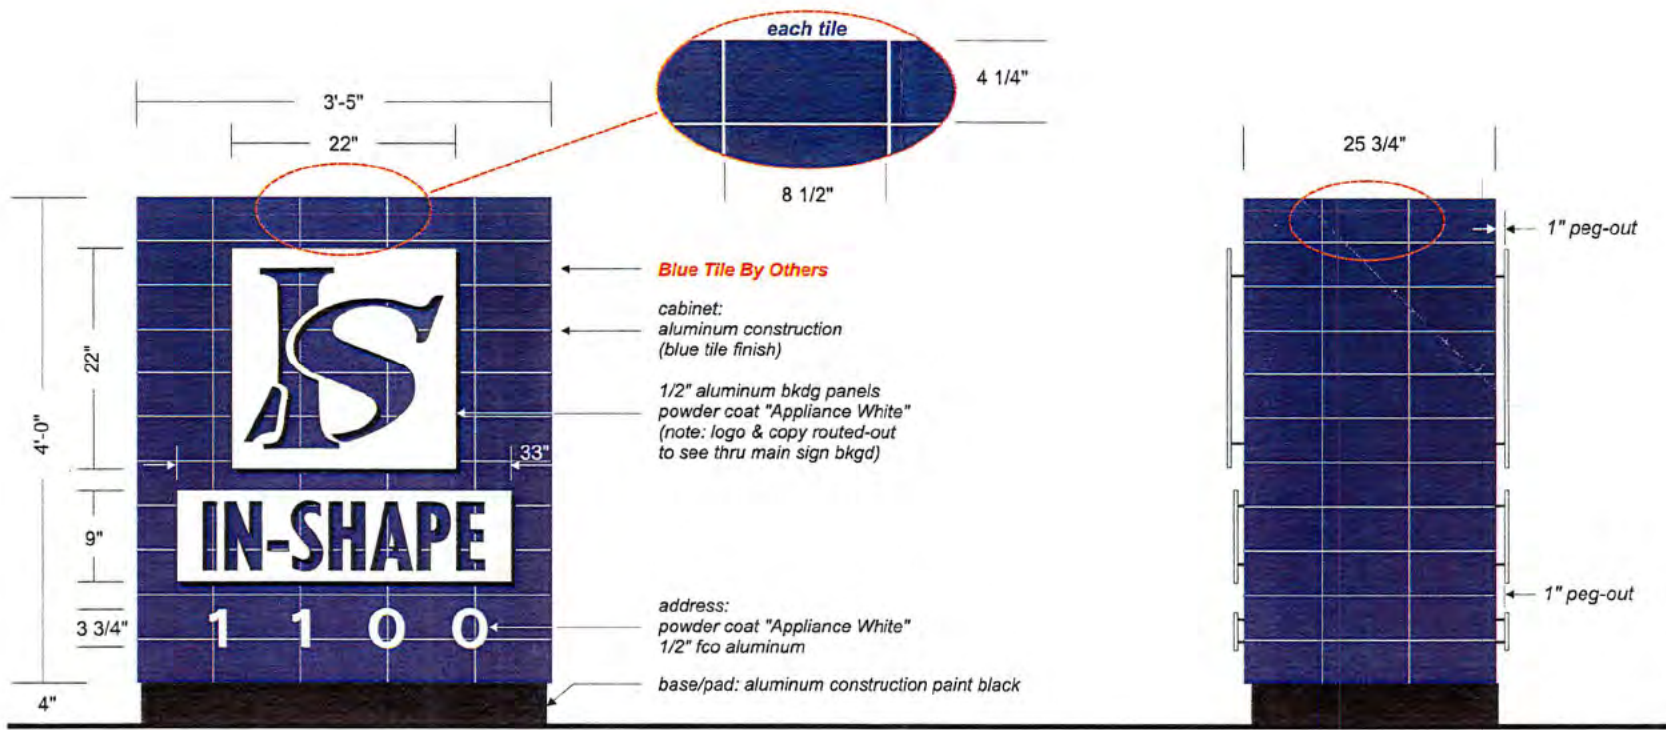 each tile
4 1/4"
8 1/2"
3'-5"
22"
22"
4'-0"
33"
9"
3 3/4"
4"
IS
IN-SHAPE
1 1 0 0
Blue Tile By Others
cabinet:
aluminum construction
(blue tile finish)
1/2" aluminum bkdg panels
powder coat "Appliance White"
(note: logo & copy routed-out
to see thru main sign bkgd)
address:
powder coat "Appliance White"
1/2" fco aluminum
base/pad: aluminum construction paint black
25 3/4"
1" peg-out
1" peg-out